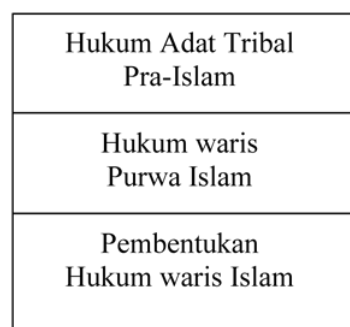 Hukum Adat Tribal
Pra-Islam
Hukum waris
Purwa Islam
Pembentukan
Hukum waris Islam